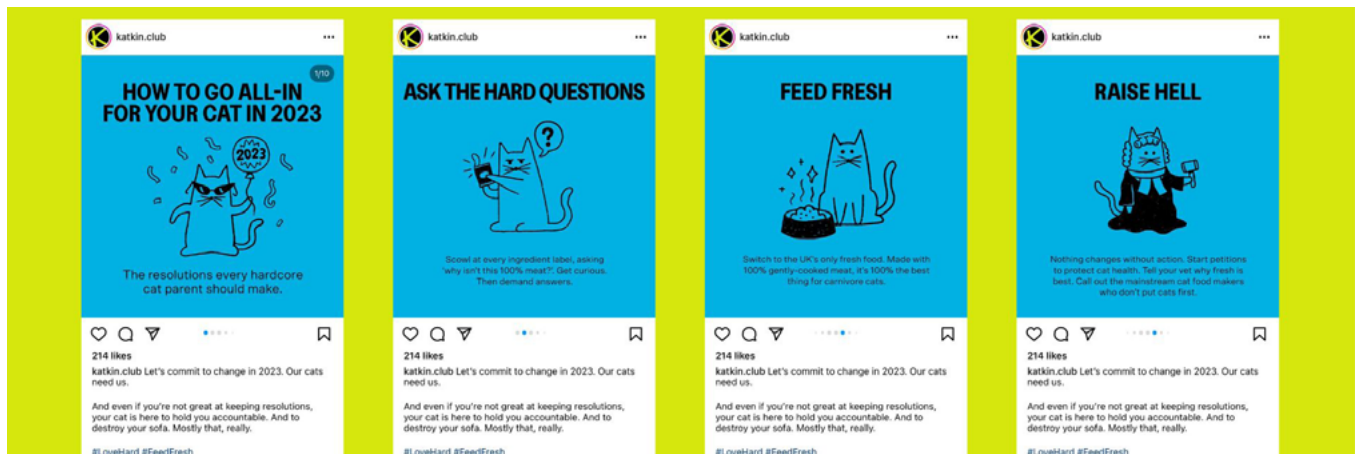 katkin.club
1/10
HOW TO GO ALL-IN
FOR YOUR CAT IN 2023
2023
The resolutions every hardcore
cat parent should make.
214 likes
katkin.club Let's commit to change in 2023. Our cats
need us.
And even if you're not great at keeping resolutions,
your cat is here to hold you accountable. And to
destroy your sofa. Mostly that, really.
#LoveHard #FeedFresh
katkin.club
ASK THE HARD QUESTIONS
?
Scowl at every ingredient label, asking
'why isn't this 100% meat?'. Get curious.
Then demand answers.
214 likes
katkin.club Let's commit to change in 2023. Our cats
need us.
And even if you're not great at keeping resolutions,
your cat is here to hold you accountable. And to
destroy your sofa. Mostly that, really.
#LoveHard #FeedFresh
katkin.club
FEED FRESH
Switch to the UK's only fresh food. Made with
100% gently-cooked meat, it's 100% the best
thing for carnivore cats.
214 likes
katkin.club Let's commit to change in 2023. Our cats
need us.
And even if you're not great at keeping resolutions,
your cat is here to hold you accountable. And to
destroy your sofa. Mostly that, really.
#LoveHard #FeedFresh
katkin.club
RAISE HELL
Nothing changes without action. Start petitions
to protect cat health. Tell your vet why fresh is
best. Call out the mainstream cat food makers
who don't put cats first.
214 likes
katkin.club Let's commit to change in 2023. Our cats
need us.
And even if you're not great at keeping resolutions,
your cat is here to hold you accountable. And to
destroy your sofa. Mostly that, really.
#LoveHard #FeedFresh